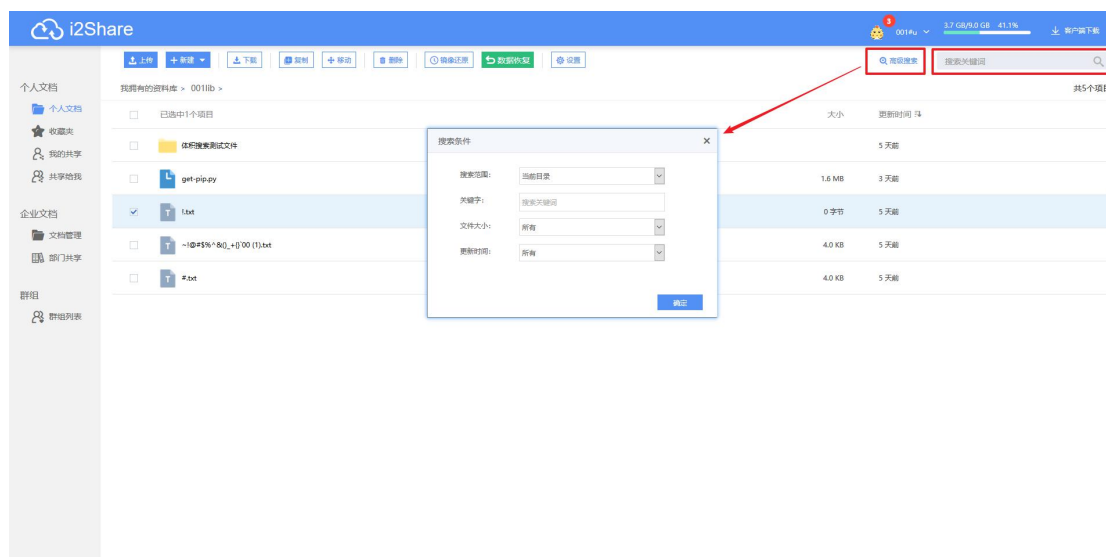 i2Share
3
001#u
3.7 GB/9.0 GB 41.1%
客户端下载
上传 新建 下载 复制 移动 删除 镜像还原 数据恢复 设置
高级搜索
搜索关键词
个人文档
个人文档
收藏夹
我的共享
共享给我
企业文档
文档管理
部门共享
群组
群组列表
我拥有的资料库 > 001lib >
共5个项目
已选中1个项目 大小 更新时间
体积搜索测试文件 5 天前
get-pip.py 1.6 MB 3 天前
!.txt 0 字节 5 天前
~!@#$%^&()_+{}`00 (1).txt 4.0 KB 5 天前
#.txt 4.0 KB 5 天前
搜索条件
搜索范围: 当前目录
关键字: 搜索关键词
文件大小: 所有
更新时间: 所有
确定